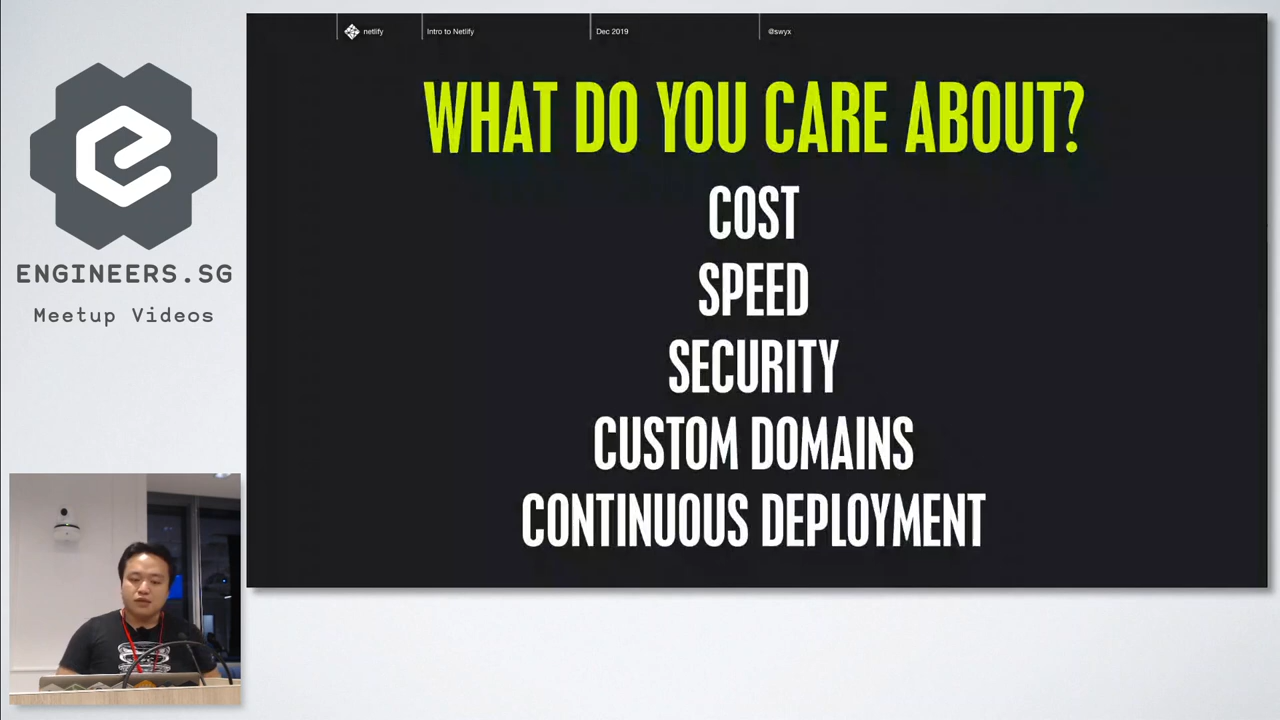 netlify
Intro to Netlify
Dec 2019
@swyx
WHAT DO YOU CARE ABOUT?
COST
SPEED
SECURITY
CUSTOM DOMAINS
CONTINUOUS DEPLOYMENT
ENGINEERS.SG
Meetup Videos